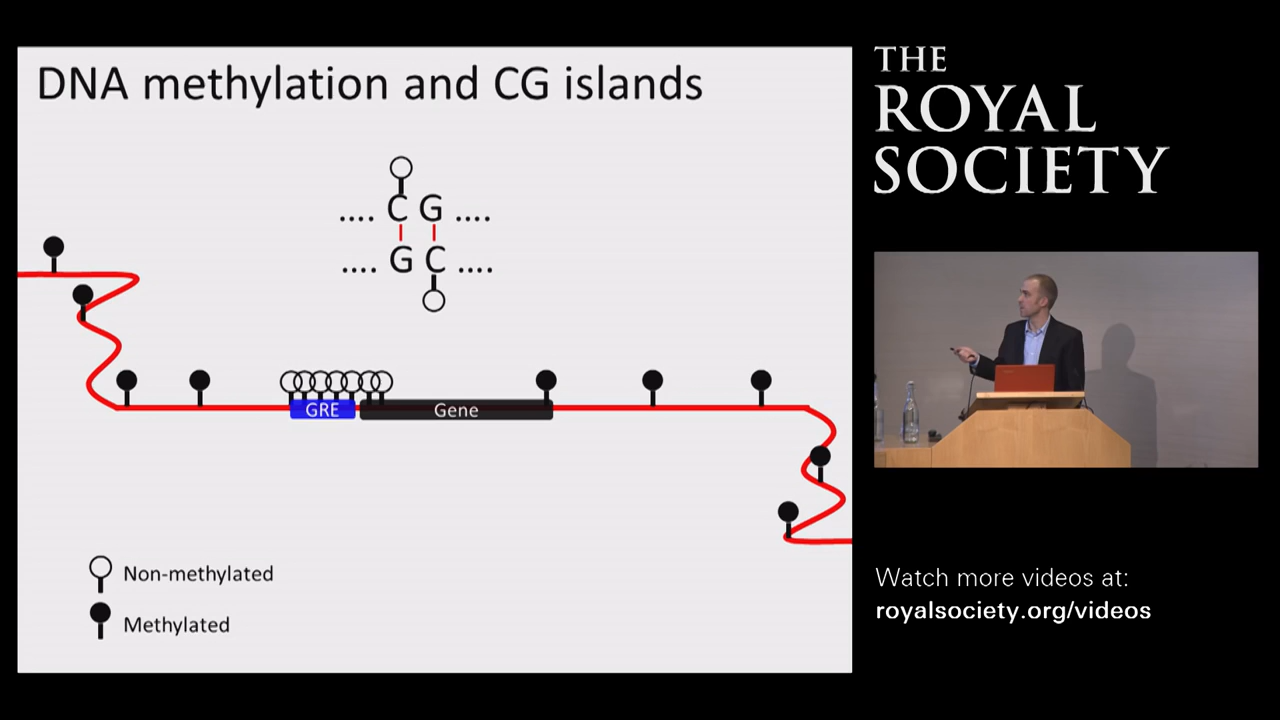 DNA methylation and CG islands
.... C G ....
.... G C ....
GRE
Gene
Non-methylated
Methylated
THE
ROYAL
SOCIETY
Watch more videos at:
royalsociety.org/videos